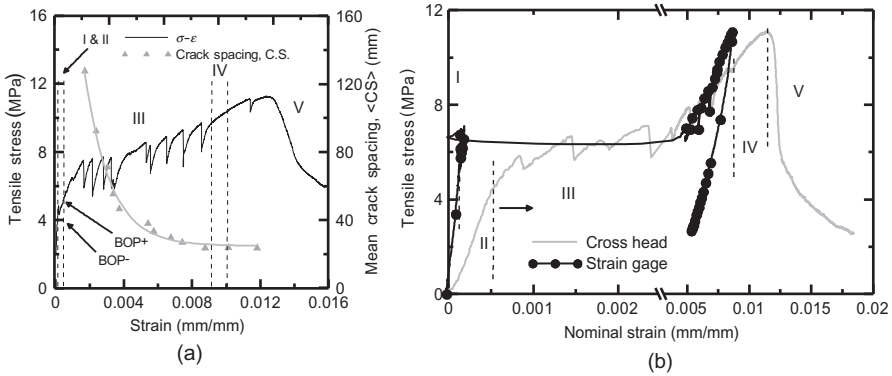 16
12
8
4
0
Tensile stress (MPa)
160
120
80
40
0
Mean crack spacing, <CS> (mm)
I & II
σ–ε
Crack spacing, C.S.
III
IV
V
BOP+
BOP-
0
0.004
0.008
0.012
0.016
Strain (mm/mm)
(a)
12
8
4
0
Tensile stress (MPa)
I
II
III
IV
V
Cross head
Strain gage
0
0.001
0.002
0.005
0.01
0.015
0.02
Nominal strain (mm/mm)
(b)